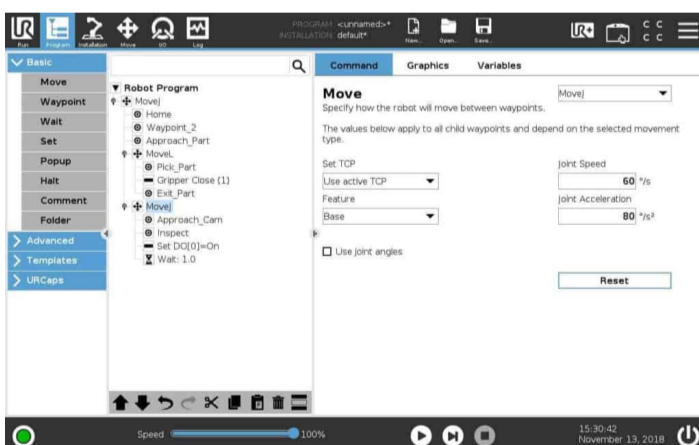 PROGRAM <unnamed>*
INSTALLATION default*
UR
Run
Program
Installation
Move
I/O
Log
New...
Open...
Save...
UR+
C C
C C
Basic
Move
Waypoint
Wait
Set
Popup
Halt
Comment
Folder
Advanced
Templates
URCaps
Robot Program
MoveJ
Home
Waypoint_2
Approach_Part
MoveL
Pick_Part
Gripper Close (1)
Exit_Part
MoveJ
Approach_Cam
Inspect
Set DO[0]=On
Wait: 1.0
Command Graphics Variables
Move
MoveJ
Specify how the robot will move between waypoints.
The values below apply to all child waypoints and depend on the selected movement
type.
Set TCP
Use active TCP
Feature
Base
Use joint angles
Joint Speed
60 °/s
Joint Acceleration
80 °/s²
Reset
Speed 100%
15:30:42
November 13, 2018